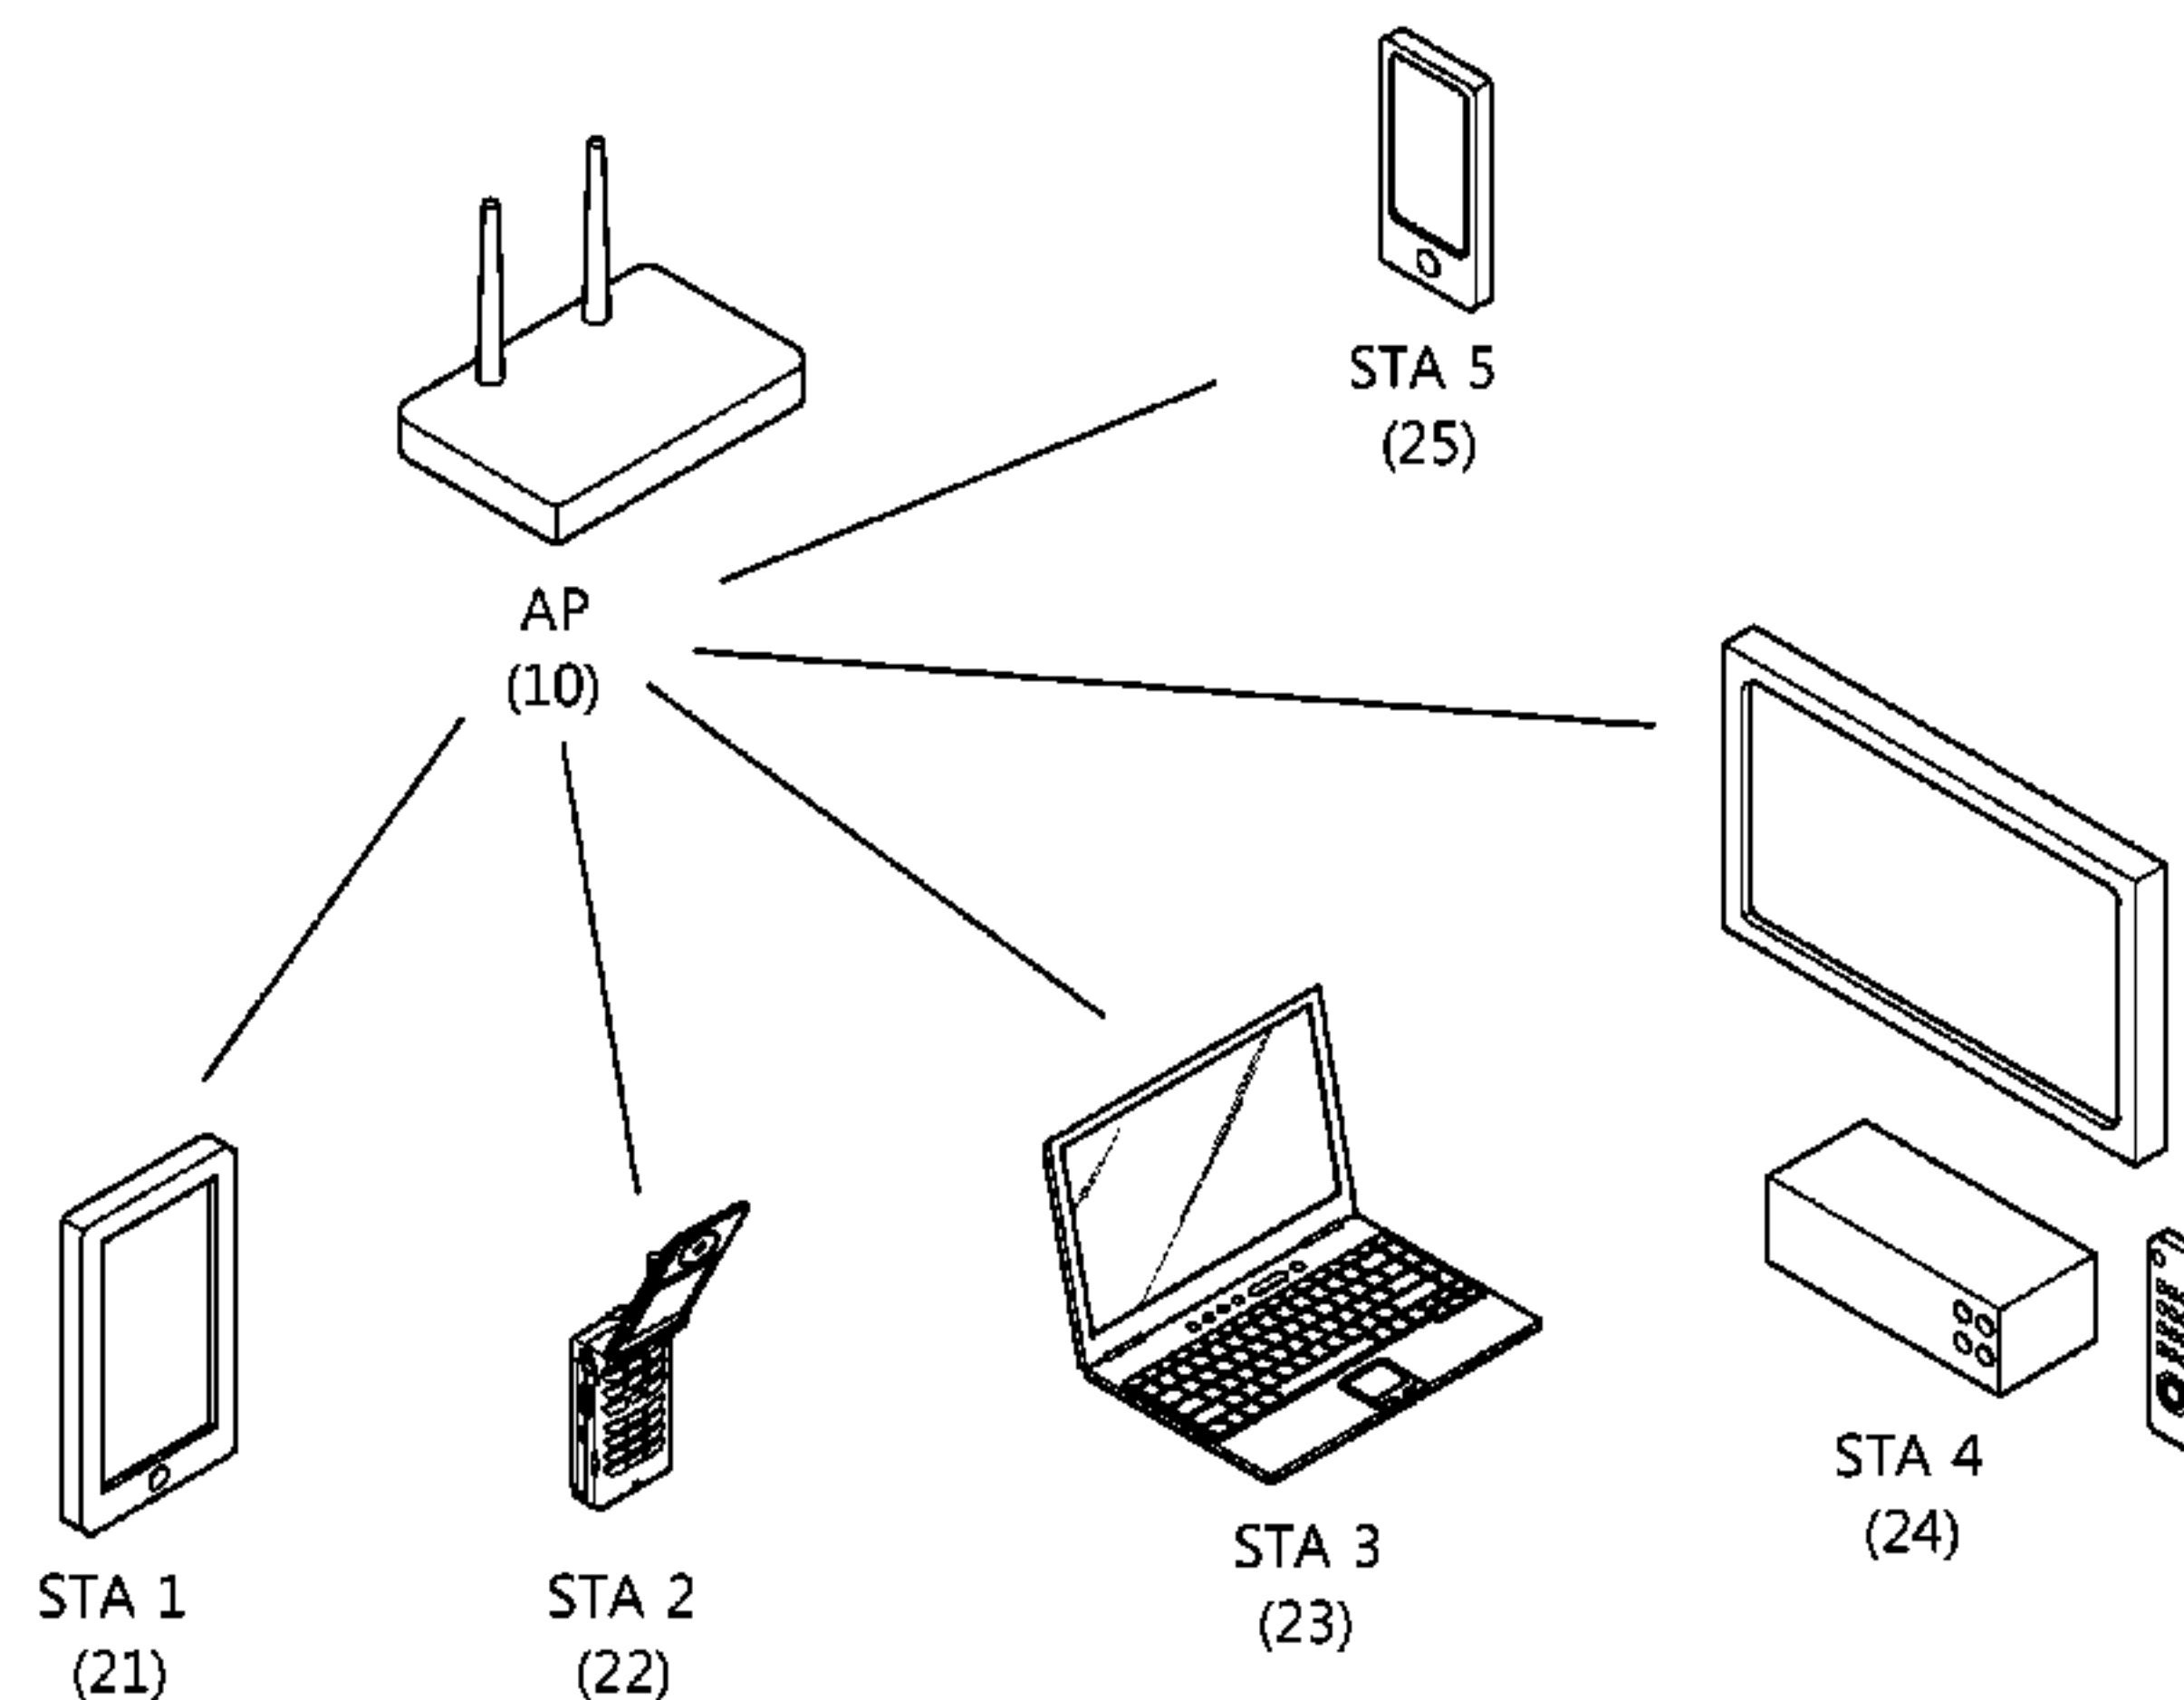 STA 5
(25)
AP
(10)
STA 4
(24)
STA 3
(23)
STA 1
(21)
STA 2
(22)